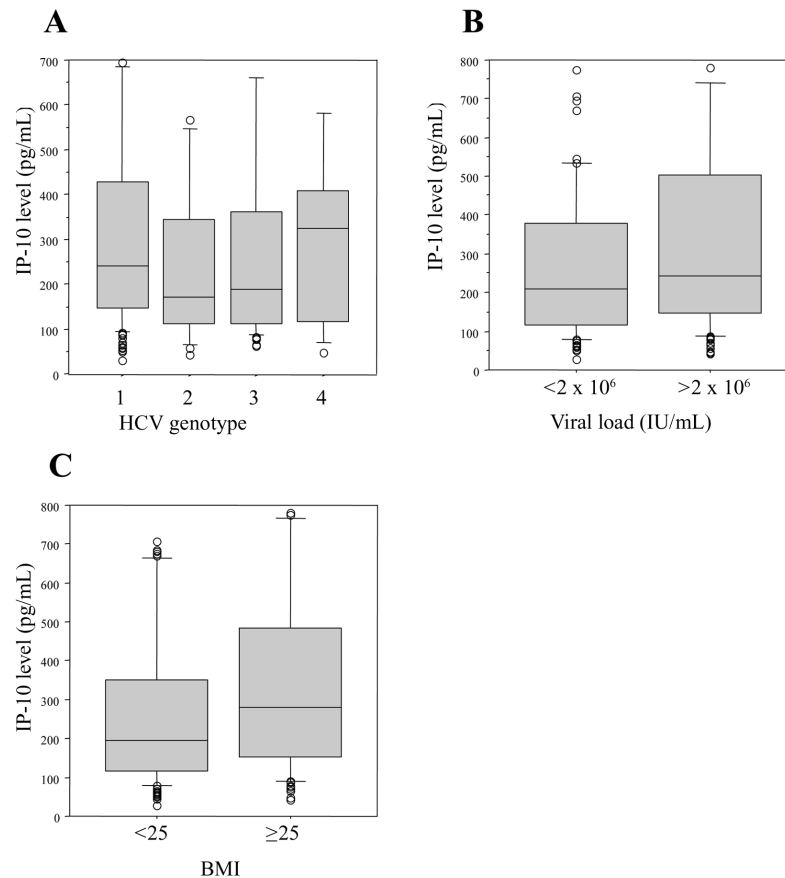 A
700
600
500
400
300
200
100
0
IP-10 level (pg/mL)
1 2 3 4
HCV genotype
B
800
700
600
500
400
300
200
100
0
IP-10 level (pg/mL)
<2 x 10⁶ >2 x 10⁶
Viral load (IU/mL)
C
800
700
600
500
400
300
200
100
0
IP-10 level (pg/mL)
<25 ≥25
BMI